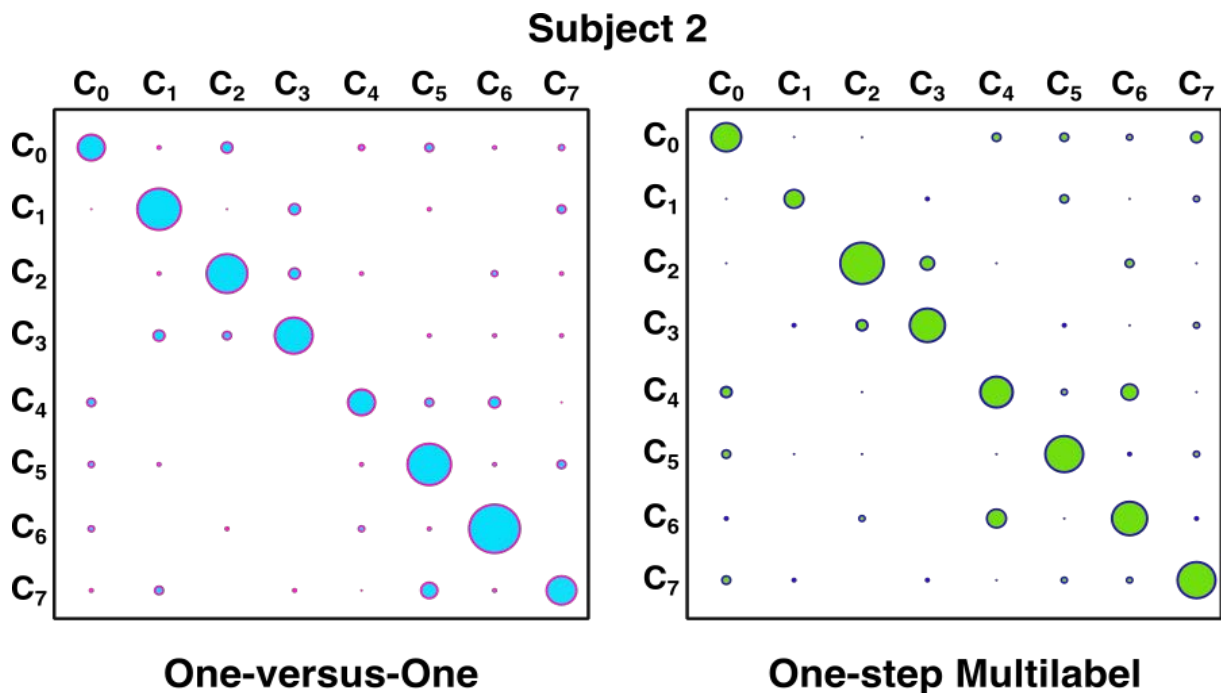 Subject 2
C₀ C₁ C₂ C₃ C₄ C₅ C₆ C₇
C₀
C₁
C₂
C₃
C₄
C₅
C₆
C₇
One-versus-One
C₀ C₁ C₂ C₃ C₄ C₅ C₆ C₇
C₀
C₁
C₂
C₃
C₄
C₅
C₆
C₇
One-step Multilabel